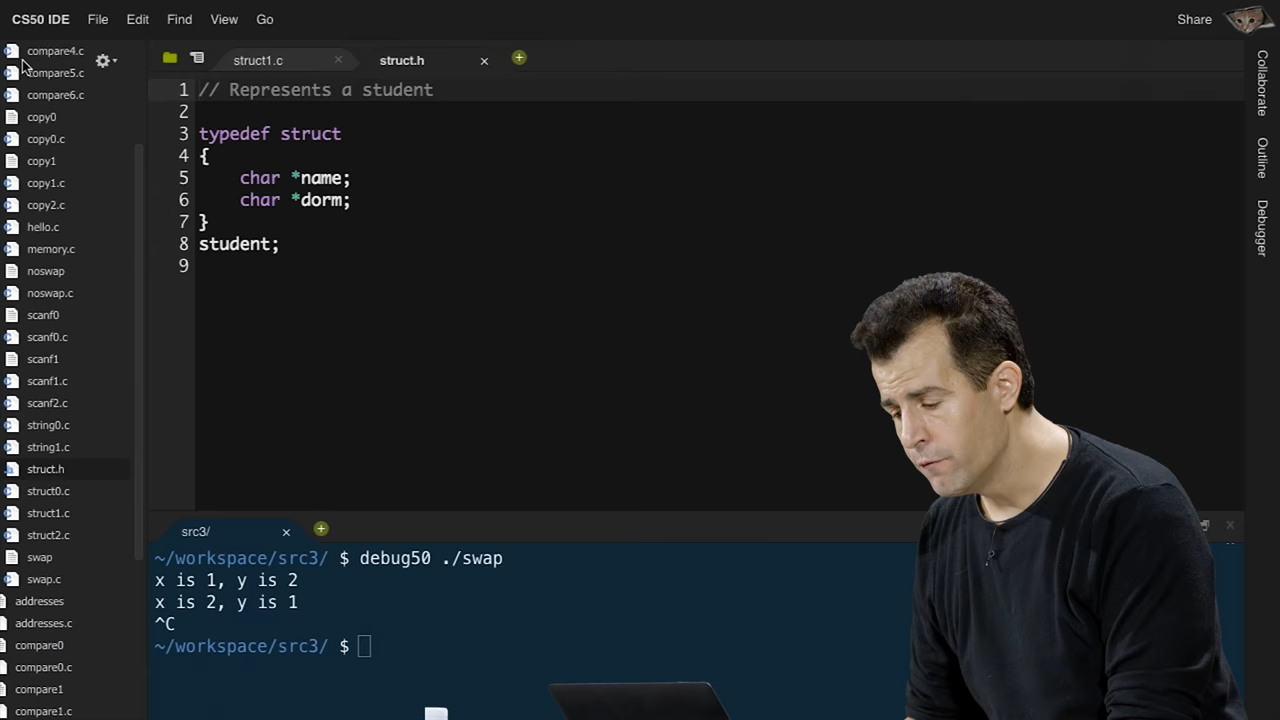 CS50 IDE File Edit Find View Go Share
compare4.c
compare5.c
compare6.c
copy0
copy0.c
copy1
copy1.c
copy2.c
hello.c
memory.c
noswap
noswap.c
scanf0
scanf0.c
scanf1
scanf1.c
scanf2.c
string0.c
string1.c
struct.h
struct0.c
struct1.c
struct2.c
swap
swap.c
addresses
addresses.c
compare0
compare0.c
compare1
compare1.c
struct1.c struct.h
1 // Represents a student
2
3 typedef struct
4 {
5     char *name;
6     char *dorm;
7 }
8 student;
9
src3/
~/workspace/src3/ $ debug50 ./swap
x is 1, y is 2
x is 2, y is 1
^C
~/workspace/src3/ $
Collaborate
Outline
Debugger